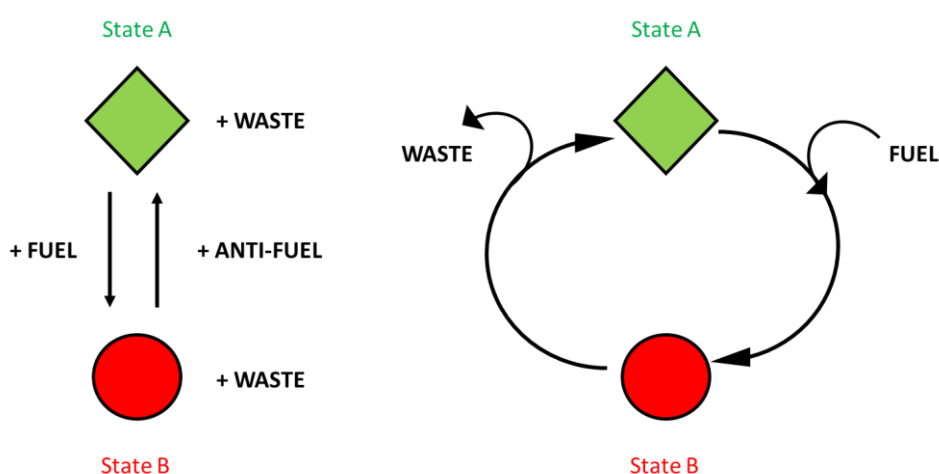 State A
+ WASTE
+ FUEL
+ ANTI-FUEL
+ WASTE
State B
State A
WASTE
FUEL
State B